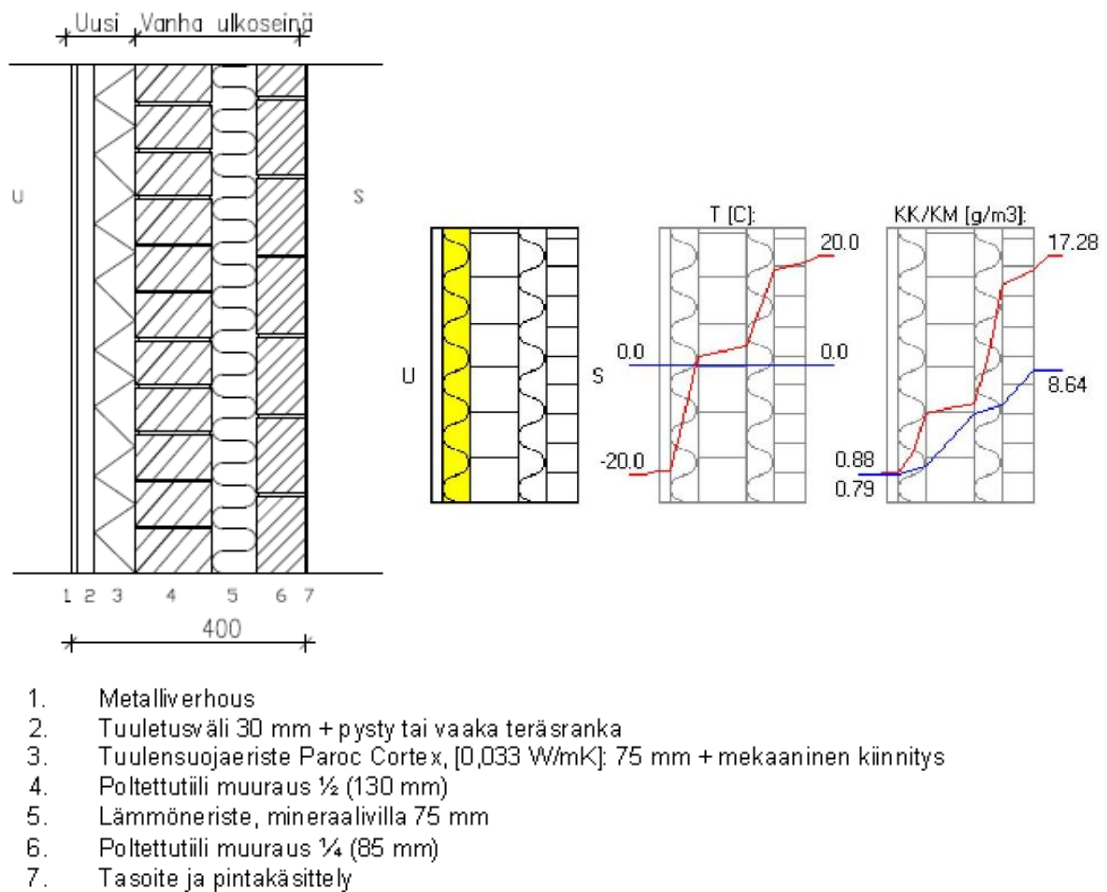 Uusi Vanha ulkoseinä
U
S
1 2 3 4 5 6 7
400
U
S
T [C]:
20.0
0.0
0.0
-20.0
KK/KM [g/m3]:
17.28
8.64
0.88
0.79
1. Metalliverhous
2. Tuuletusväli 30 mm + pysty tai vaaka teräsranka
3. Tuulensuojaeriste Paroc Cortex, [0,033 W/mK]: 75 mm + mekaaninen kiinnitys
4. Poltettutiili muuraus ½ (130 mm)
5. Lämmöneriste, mineraalivilla 75 mm
6. Poltettutiili muuraus ¼ (85 mm)
7. Tasoite ja pintakäsittely